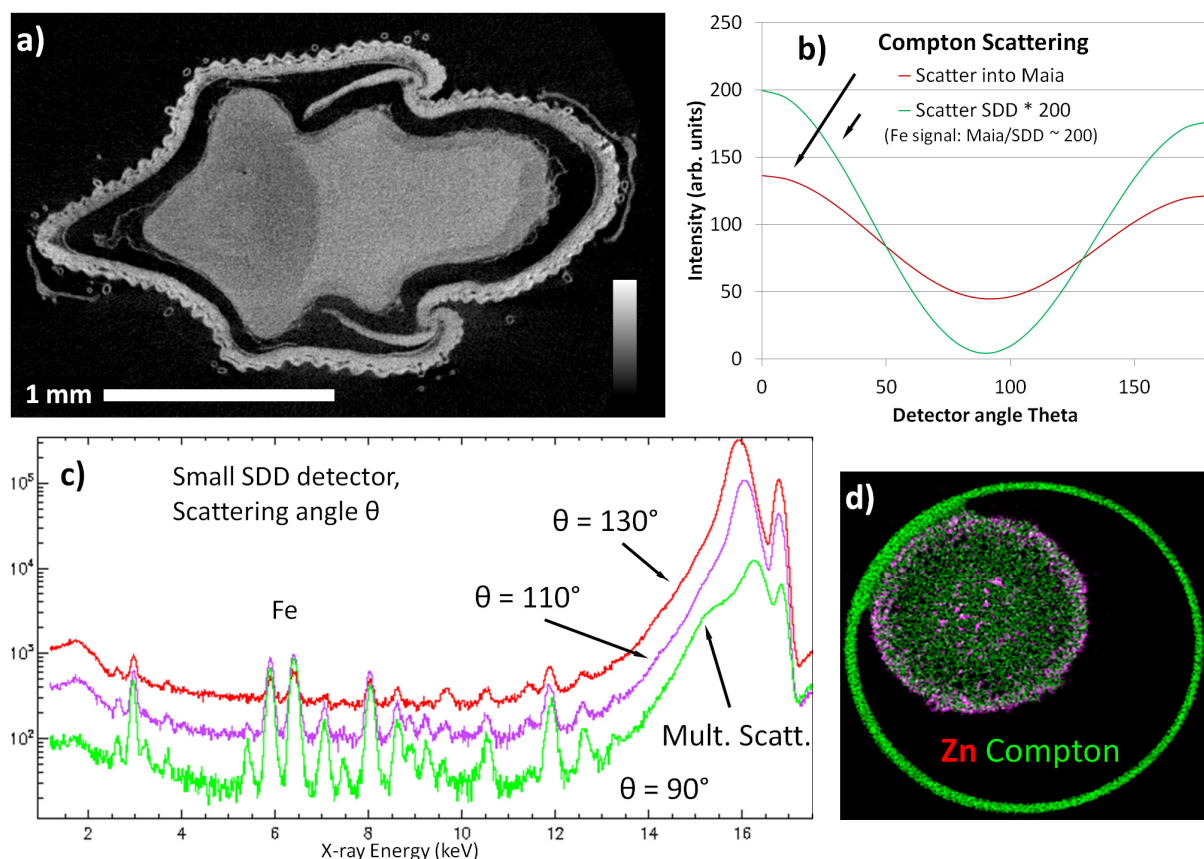 a)
1 mm
b)
Compton Scattering
Scatter into Maia
Scatter SDD * 200
(Fe signal: Maia/SDD ~ 200)
Intensity (arb. units)
250
200
150
100
50
0
0
50
100
150
Detector angle Theta
c)
Small SDD detector,
Scattering angle θ
10⁵
10⁴
10³
10²
Fe
θ = 130°
θ = 110°
Mult. Scatt.
θ = 90°
2
4
6
8
10
12
14
16
X-ray Energy (keV)
d)
Zn Compton